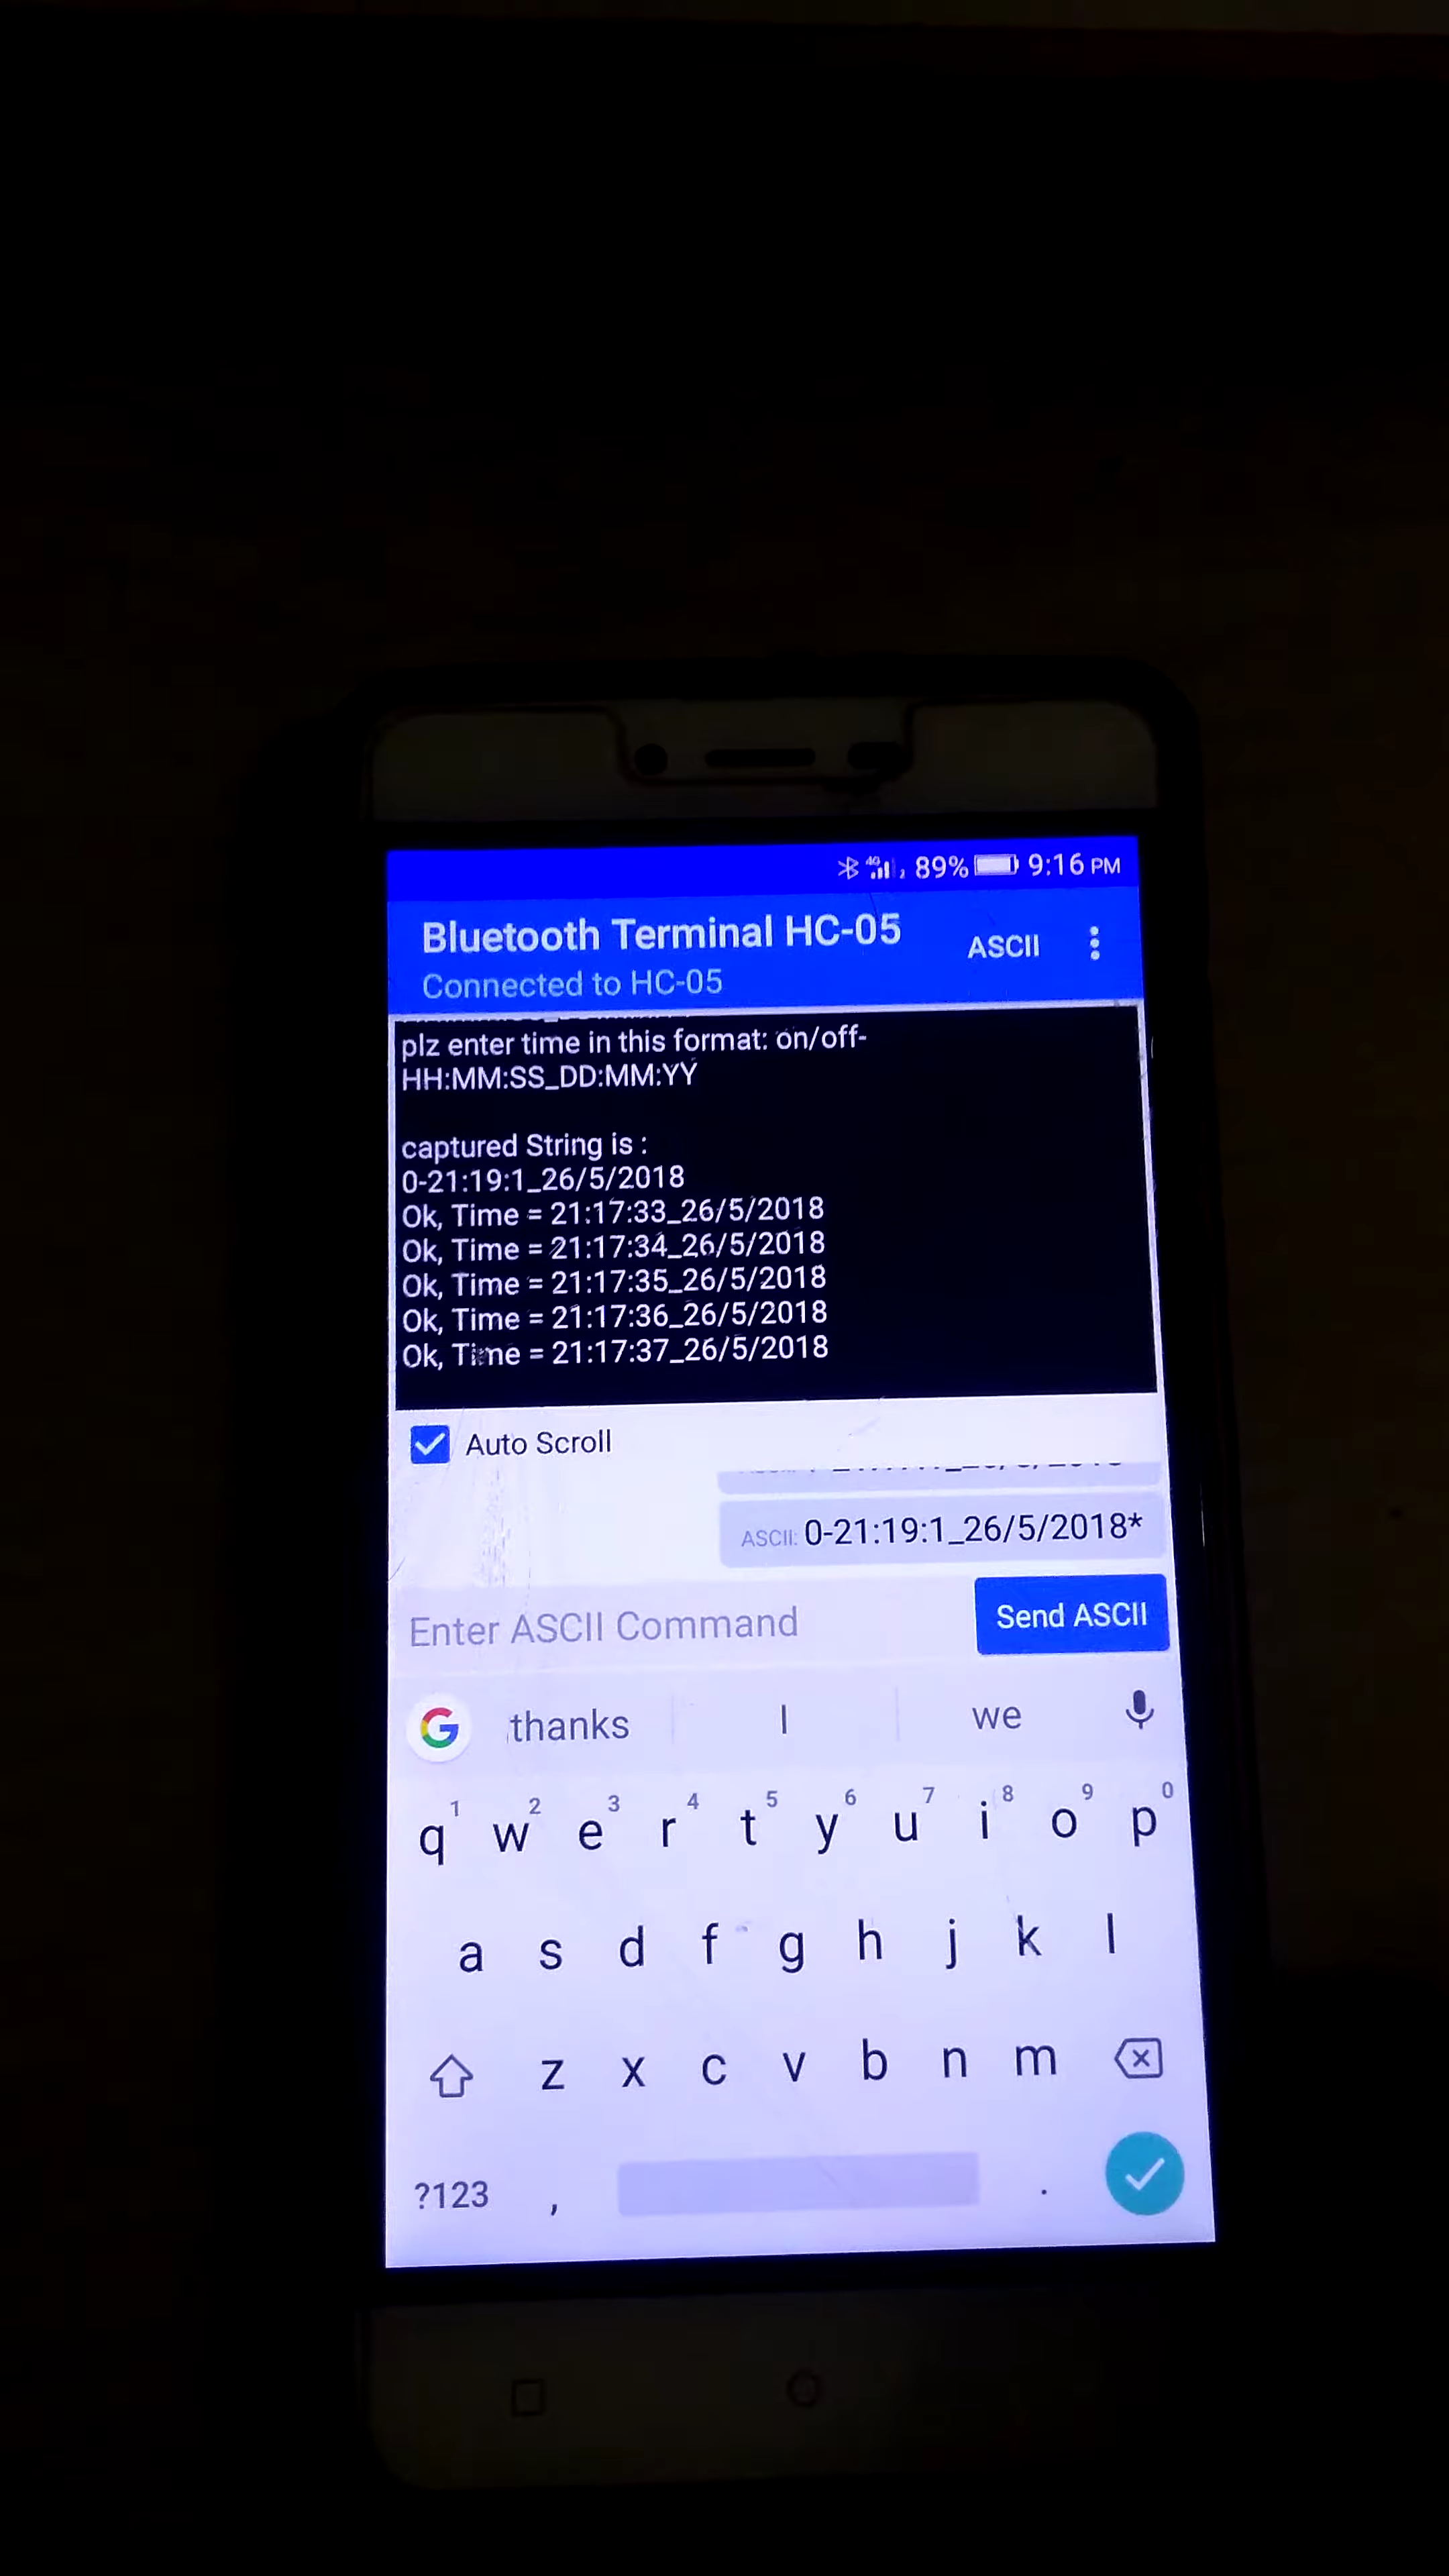 89% 9:16 PM
Bluetooth Terminal HC-05
ASCII
Connected to HC-05
plz enter time in this format: on/off-
HH:MM:SS_DD:MM:YY
captured String is :
0-21:19:1_26/5/2018
Ok, Time = 21:17:33_26/5/2018
Ok, Time = 21:17:34_26/5/2018
Ok, Time = 21:17:35_26/5/2018
Ok, Time = 21:17:36_26/5/2018
Ok, Time = 21:17:37_26/5/2018
Auto Scroll
ASCII: 0-21:19:1_26/5/2018*
Enter ASCII Command
Send ASCII
G thanks I we
1 2 3 4 5 6 7 8 9 0
q w e r t y u i o p
a s d f g h j k l
z x c v b n m
?123 , .